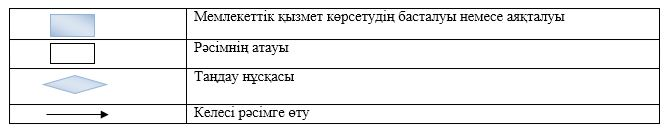 Мемлекеттік қызмет көрсетудің басталуы немесе аяқталуы
Рәсімнің атауы
Таңдау нұсқасы
Келесі рәсімге өту